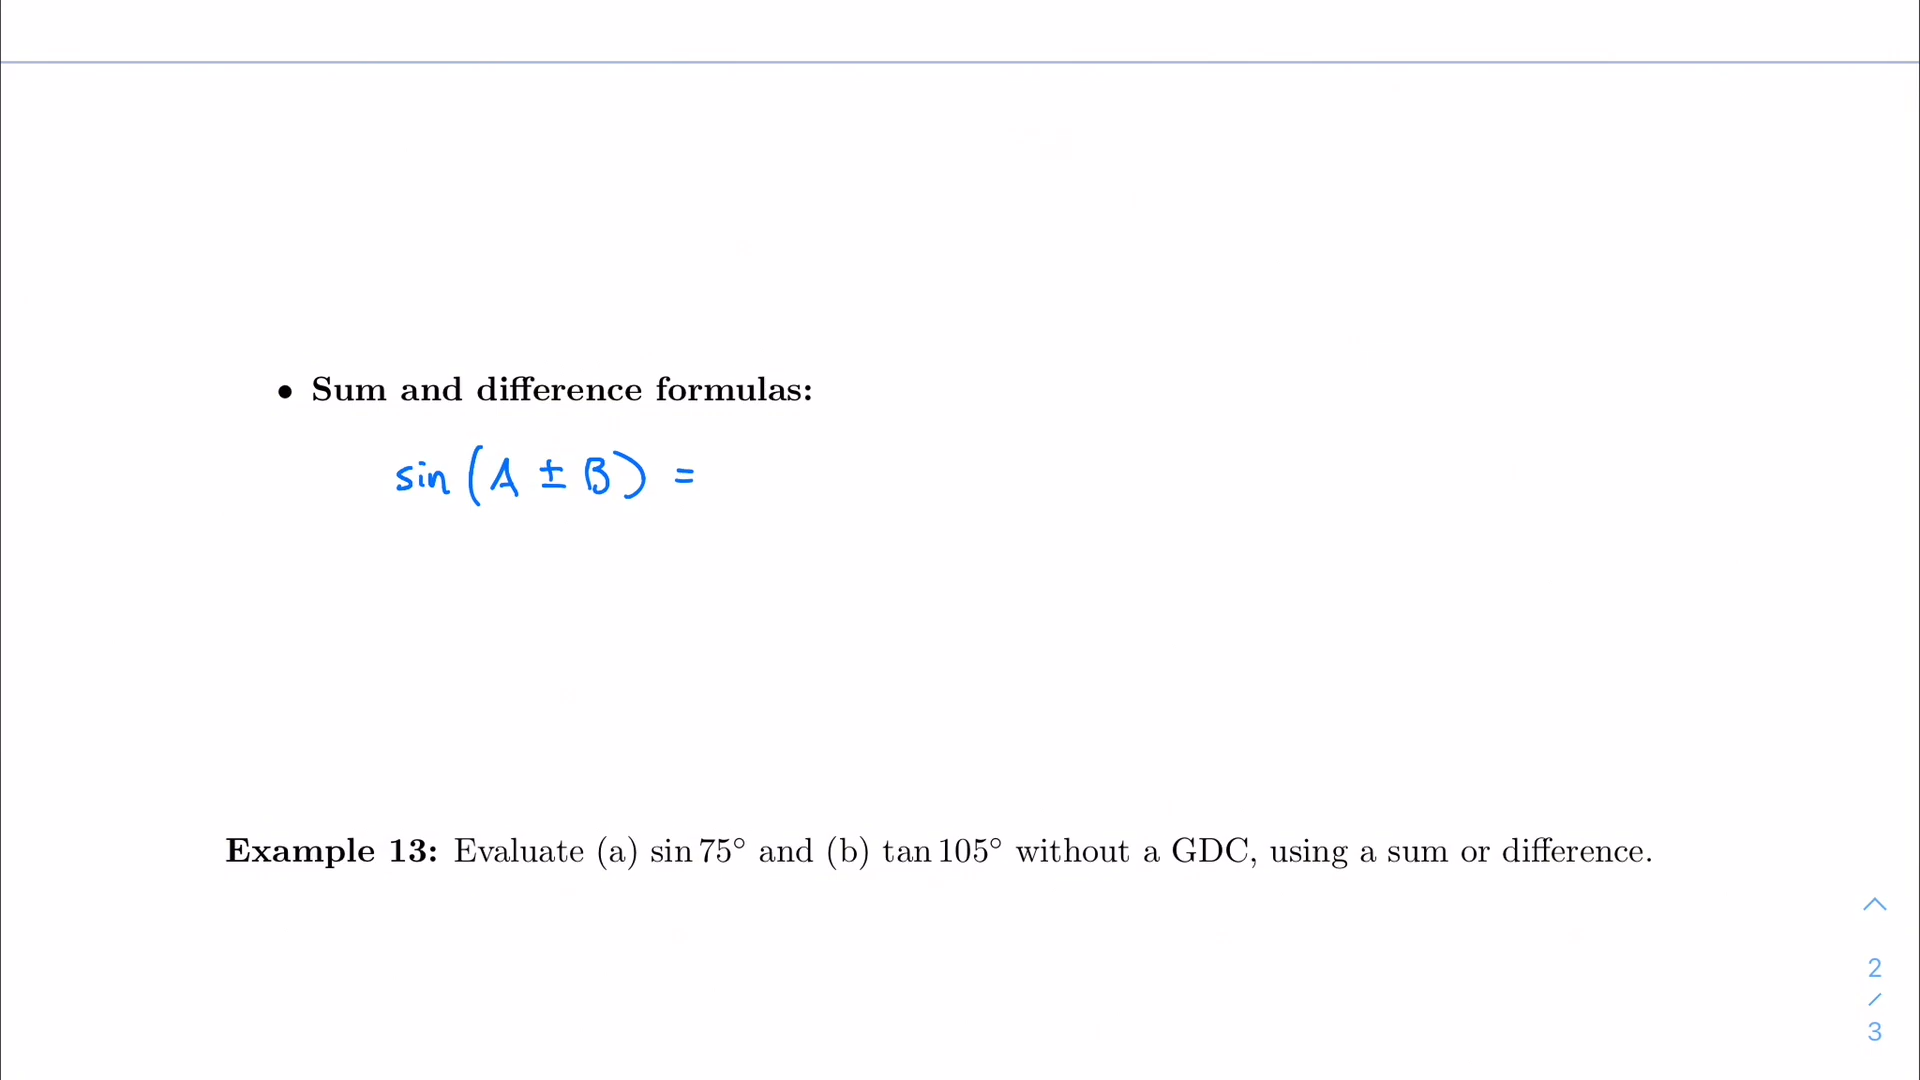 • Sum and difference formulas:
sin (A ± B) =
Example 13: Evaluate (a) sin 75° and (b) tan 105° without a GDC, using a sum or difference.
2
/
3